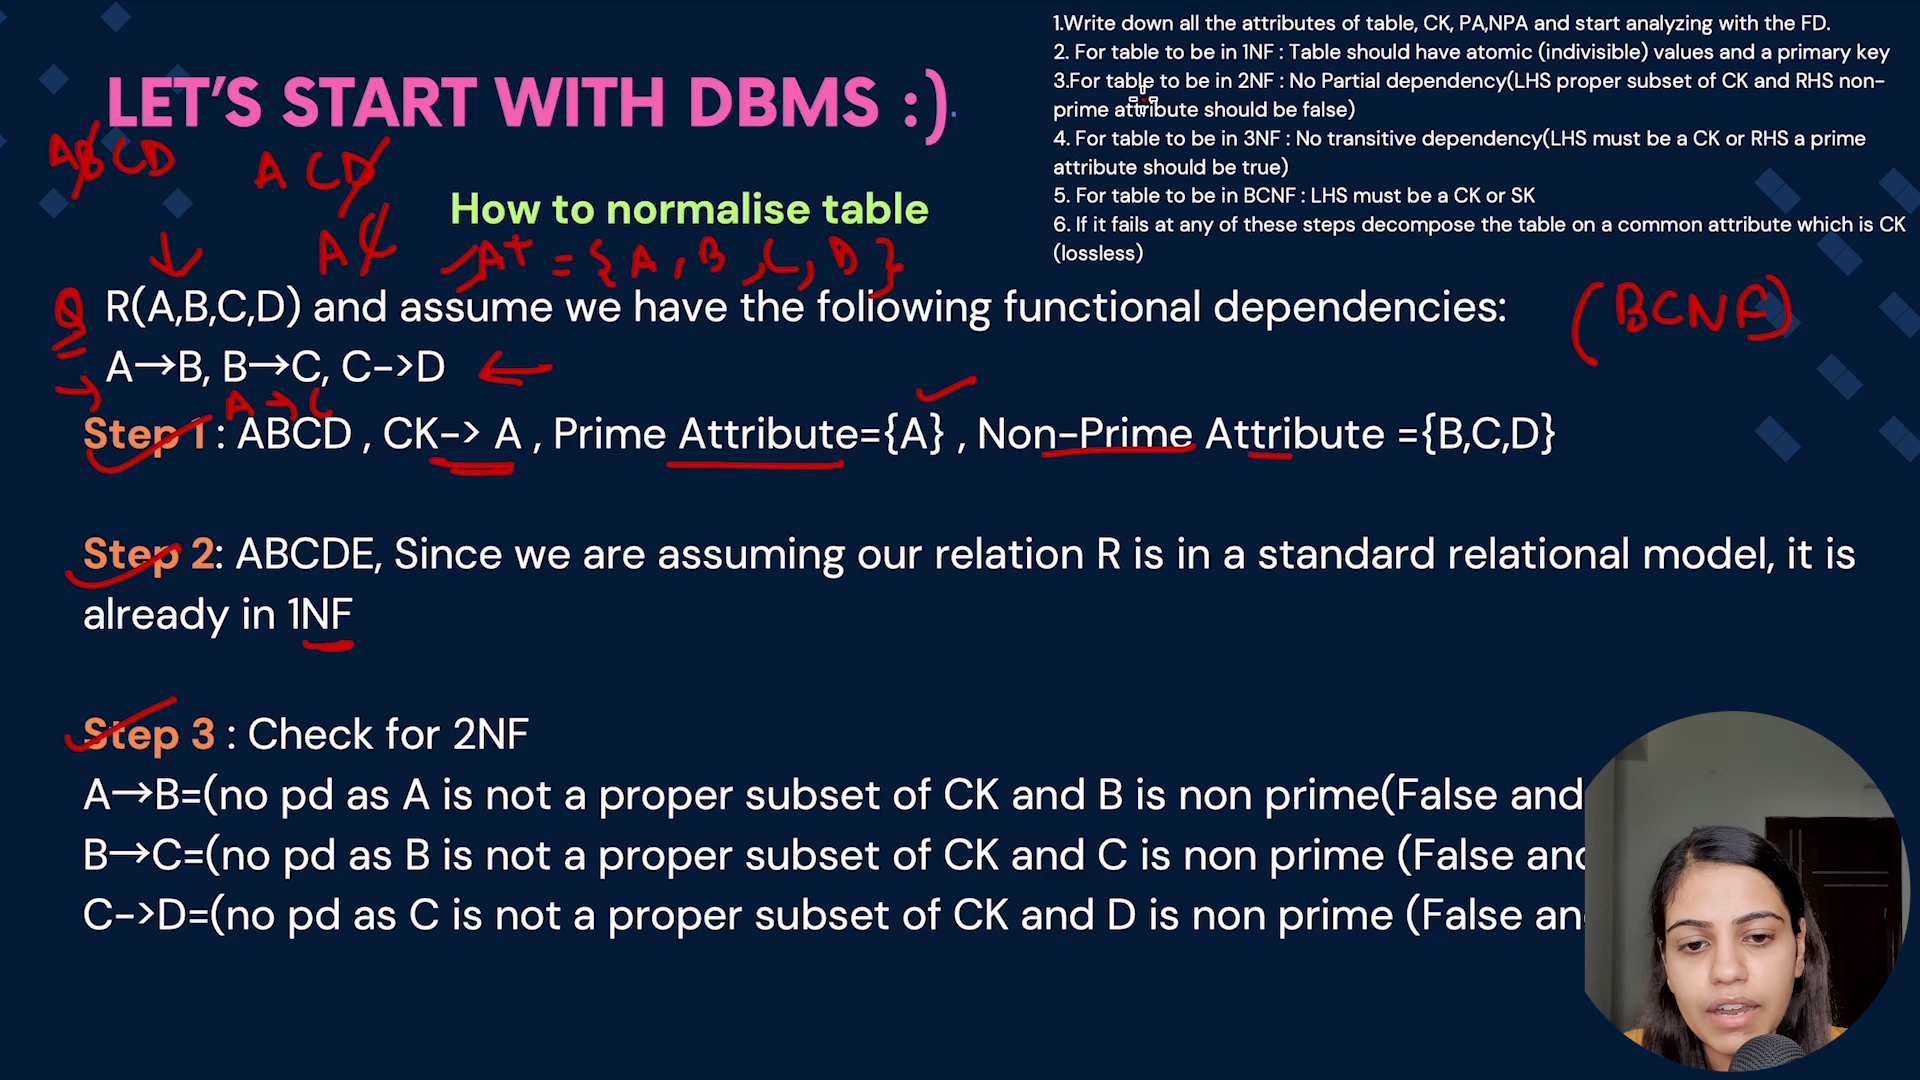 LET'S START WITH DBMS :)
1.Write down all the attributes of table, CK, PA,NPA and start analyzing with the FD.
2. For table to be in 1NF : Table should have atomic (indivisible) values and a primary key
3.For table to be in 2NF : No Partial dependency(LHS proper subset of CK and RHS non-
prime attribute should be false)
4. For table to be in 3NF : No transitive dependency(LHS must be a CK or RHS a prime
attribute should be true)
5. For table to be in BCNF : LHS must be a CK or SK
6. If it fails at any of these steps decompose the table on a common attribute which is CK
(lossless)
ABCD
ACD
How to normalise table
AC
A+ = {A, B, C, D}
Q
R(A,B,C,D) and assume we have the following functional dependencies:
(BCNF)
A→B, B→C, C->D
A→C
Step 1 : ABCD , CK-> A , Prime Attribute={A} , Non-Prime Attribute ={B,C,D}
Step 2: ABCDE, Since we are assuming our relation R is in a standard relational model, it is
already in 1NF
Step 3 : Check for 2NF
A→B=(no pd as A is not a proper subset of CK and B is non prime(False and
B→C=(no pd as B is not a proper subset of CK and C is non prime (False
C->D=(no pd as C is not a proper subset of CK and D is non prime (False